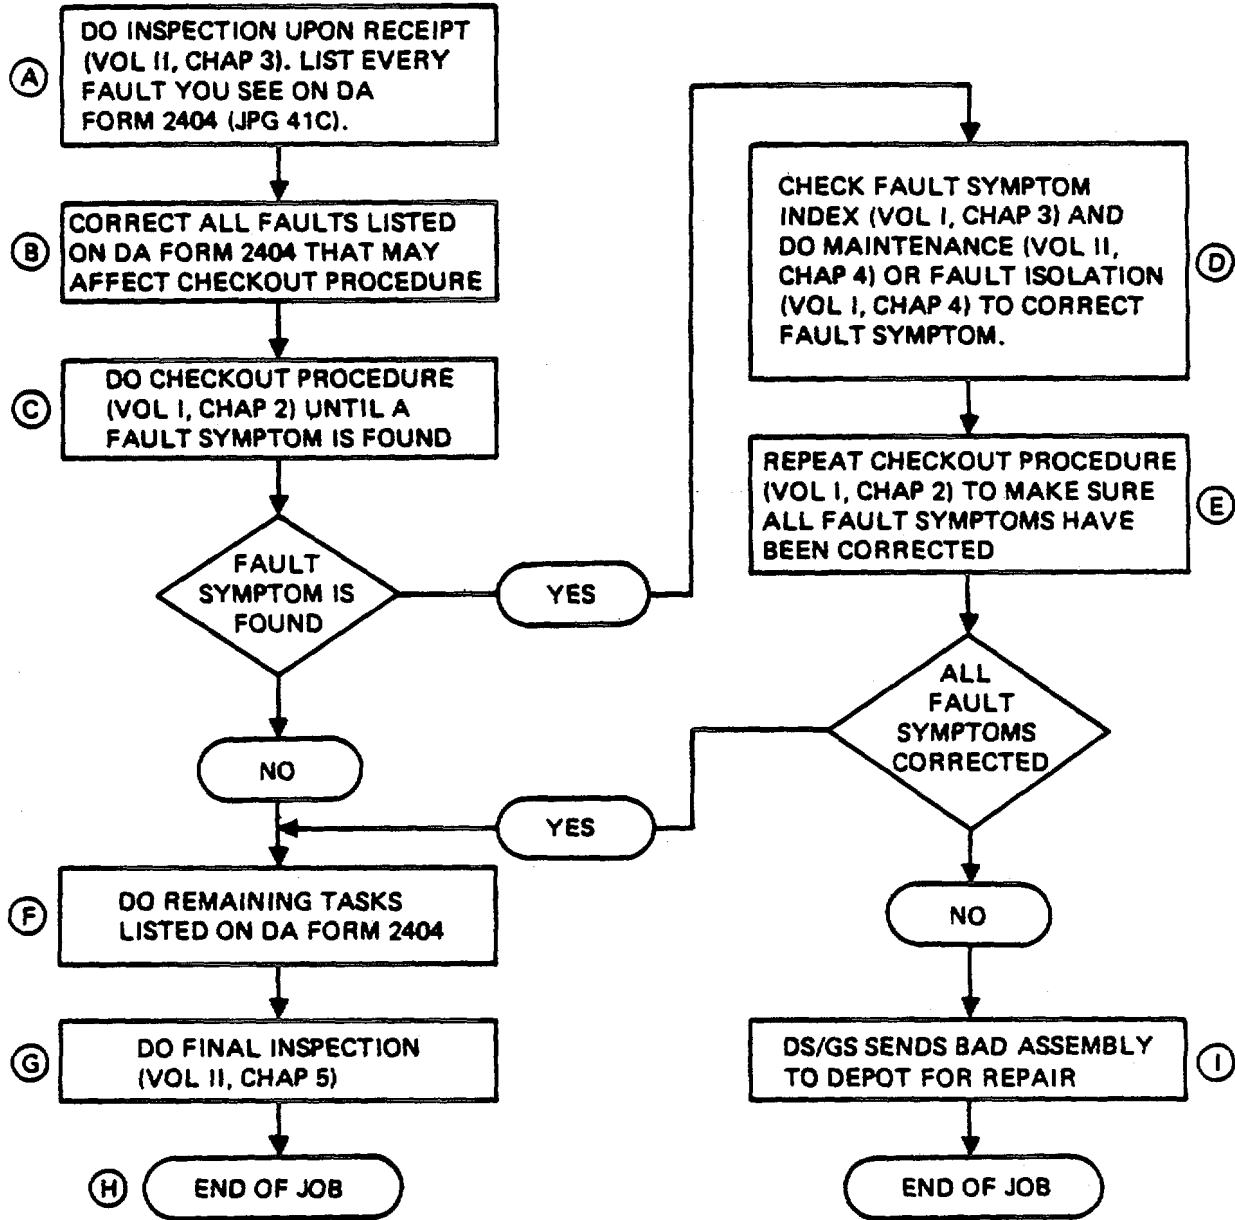 A
DO INSPECTION UPON RECEIPT
(VOL II, CHAP 3). LIST EVERY
FAULT YOU SEE ON DA
FORM 2404 (JPG 41C).
B
CORRECT ALL FAULTS LISTED
ON DA FORM 2404 THAT MAY
AFFECT CHECKOUT PROCEDURE
C
DO CHECKOUT PROCEDURE
(VOL I, CHAP 2) UNTIL A
FAULT SYMPTOM IS FOUND
FAULT
SYMPTOM IS
FOUND
YES
NO
CHECK FAULT SYMPTOM
INDEX (VOL I, CHAP 3) AND
DO MAINTENANCE (VOL II,
CHAP 4) OR FAULT ISOLATION
(VOL I, CHAP 4) TO CORRECT
FAULT SYMPTOM.
D
REPEAT CHECKOUT PROCEDURE
(VOL I, CHAP 2) TO MAKE SURE
ALL FAULT SYMPTOMS HAVE
BEEN CORRECTED
E
ALL
FAULT
SYMPTOMS
CORRECTED
YES
NO
F
DO REMAINING TASKS
LISTED ON DA FORM 2404
G
DO FINAL INSPECTION
(VOL II, CHAP 5)
H
END OF JOB
DS/GS SENDS BAD ASSEMBLY
TO DEPOT FOR REPAIR
I
END OF JOB